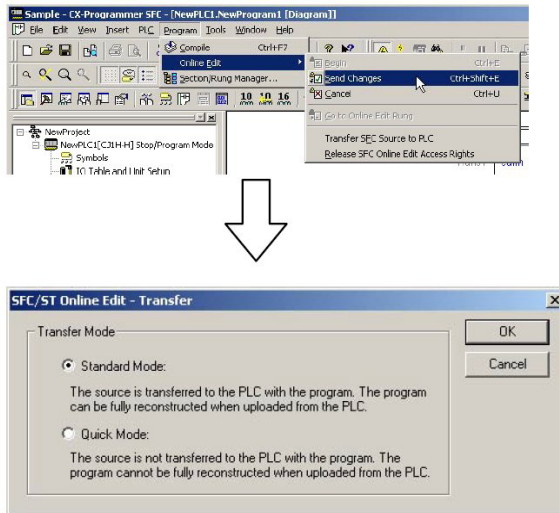 Sample - CX-Programmer SFC - [NewPLC1.NewProgram1 [Diagram]]
File Edit View Insert PLC Program Tools Window Help
Compile Ctrl+F7
Online Edit
Section/Rung Manager...
Begin Ctrl+E
Send Changes Ctrl+Shift+E
Cancel Ctrl+U
Go to Online Edit Rung
Transfer SFC Source to PLC
Release SFC Online Edit Access Rights
10 10 16
NewProject
NewPLC1[CJ1H-H] Stop/Program Mode
Symbols
IO Table and Unit Setup
SFC/ST Online Edit - Transfer
Transfer Mode
OK
Cancel
Standard Mode:
The source is transferred to the PLC with the program. The program
can be fully reconstructed when uploaded from the PLC.
Quick Mode:
The source is not transferred to the PLC with the program. The
program cannot be fully reconstructed when uploaded from the PLC.